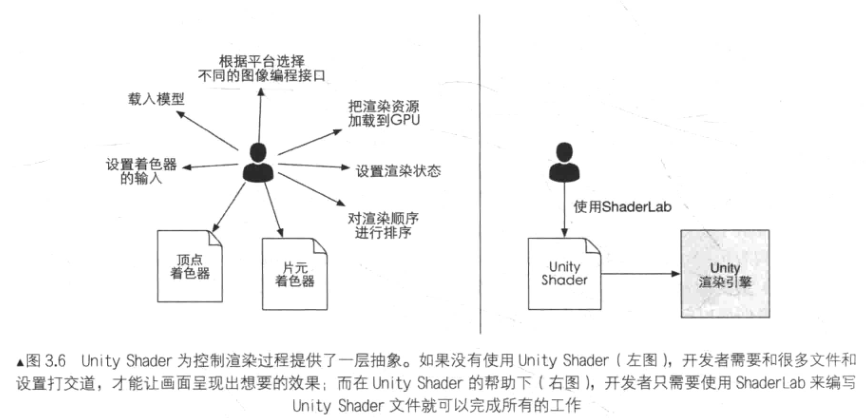 根据平台选择
不同的图像编程接口
载入模型
把渲染资源
加载到GPU
设置着色器
的输入
设置渲染状态
对渲染顺序
进行排序
顶点
着色器
片元
着色器
使用ShaderLab
Unity
Shader
Unity
渲染引擎
▲图 3.6 Unity Shader 为控制渲染过程提供了一层抽象。如果没有使用 Unity Shader（左图），开发者需要和很多文件和
设置打交道，才能让画面呈现出想要的效果；而在 Unity Shader 的帮助下（右图），开发者只需要使用 ShaderLab 来编写
Unity Shader 文件就可以完成所有的工作